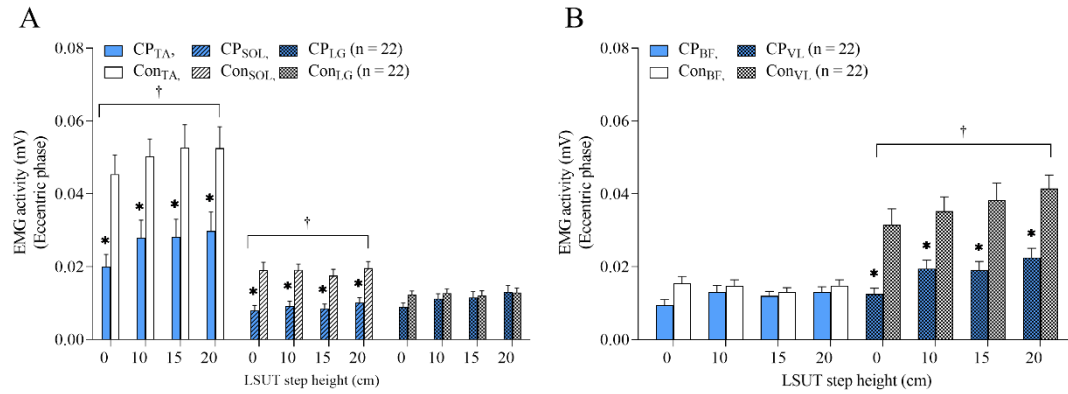 A
CP_TA, CP_SOL, CP_LG (n = 22)
Con_TA, Con_SOL, Con_LG (n = 22)
EMG activity (mV)
(Eccentric phase)
0.08
0.06
0.04
0.02
0.00
†
* * * *
†
* * * *
0 10 15 20 0 10 15 20 0 10 15 20
LSUT step height (cm)
B
CP_BF, CP_VL (n = 22)
Con_BF, Con_VL (n = 22)
EMG activity (mV)
(Eccentric phase)
0.08
0.06
0.04
0.02
0.00
†
* * * *
0 10 15 20 0 10 15 20
LSUT step height (cm)